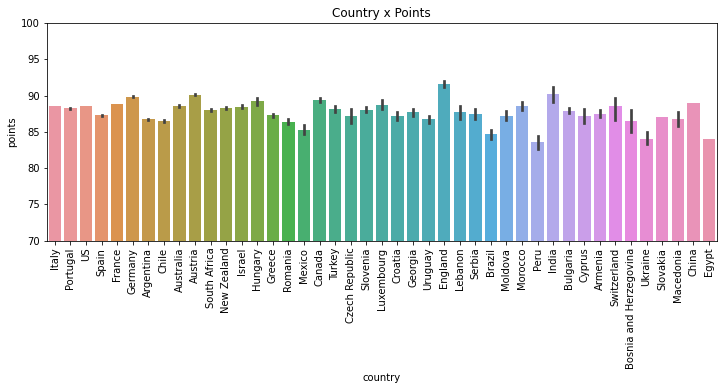 Country x Points
points
100
95
90
85
80
75
70
Italy
Portugal
US
Spain
France
Germany
Argentina
Chile
Australia
Austria
South Africa
New Zealand
Israel
Hungary
Greece
Romania
Mexico
Canada
Turkey
Czech Republic
Slovenia
Luxembourg
Croatia
Georgia
Uruguay
England
Lebanon
Serbia
Brazil
Moldova
Morocco
Peru
India
Bulgaria
Cyprus
Armenia
Switzerland
Bosnia and Herzegovina
Ukraine
Slovakia
Macedonia
China
Egypt
country